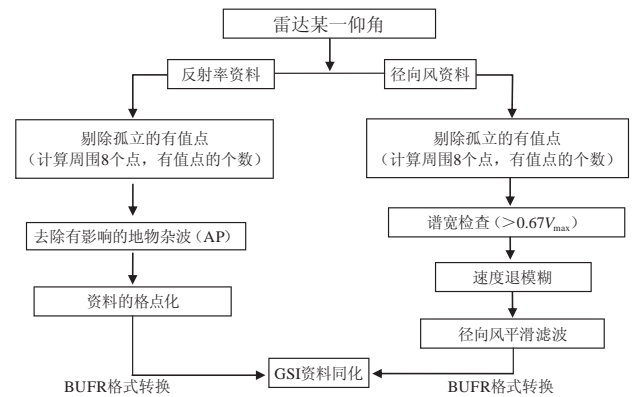 雷达某一仰角
反射率资料
径向风资料
剔除孤立的有值点
（计算周围8个点，有值点的个数）
剔除孤立的有值点
（计算周围8个点，有值点的个数）
去除有影响的地物杂波（AP）
谱宽检查（＞0.67Vmax）
资料的格点化
速度退模糊
径向风平滑滤波
GSI资料同化
BUFR格式转换
BUFR格式转换